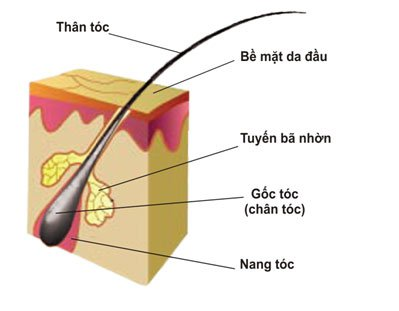 Thân tóc
Bề mặt da đầu
Tuyến bã nhờn
Gốc tóc
(chân tóc)
Nang tóc